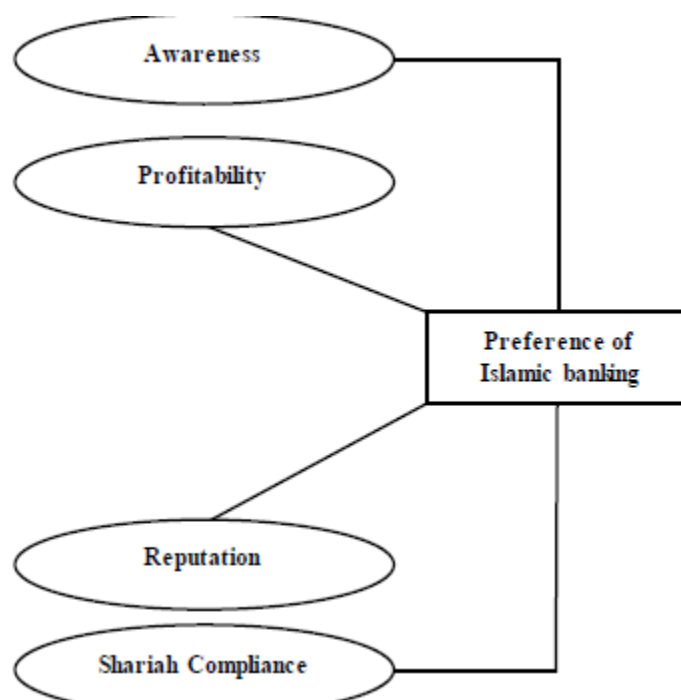 Awareness
Profitability
Preference of
Islamic banking
Reputation
Shariah Compliance